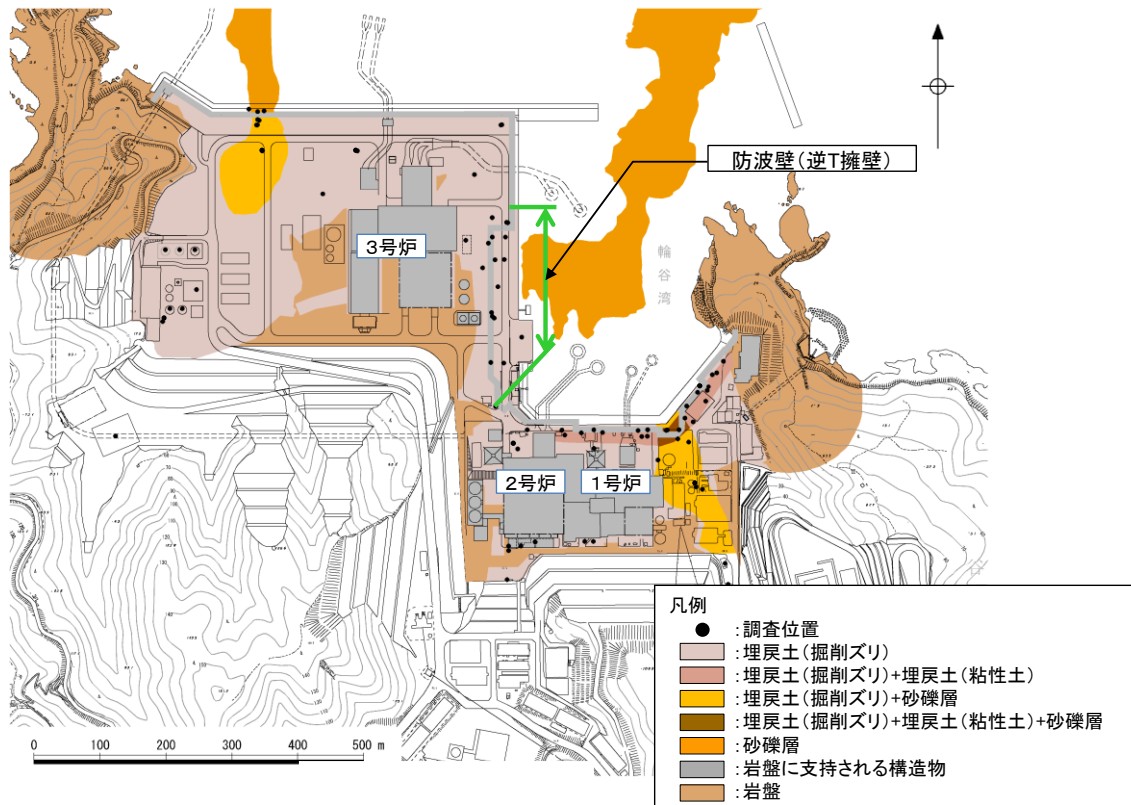 防波壁(逆T擁壁)
輪谷湾
3号炉
2号炉
1号炉
凡例
●:調査位置
:埋戻土(掘削ズリ)
:埋戻土(掘削ズリ)+埋戻土(粘性土)
:埋戻土(掘削ズリ)+砂礫層
:埋戻土(掘削ズリ)+埋戻土(粘性土)+砂礫層
:砂礫層
:岩盤に支持される構造物
:岩盤
0 100 200 300 400 500 m